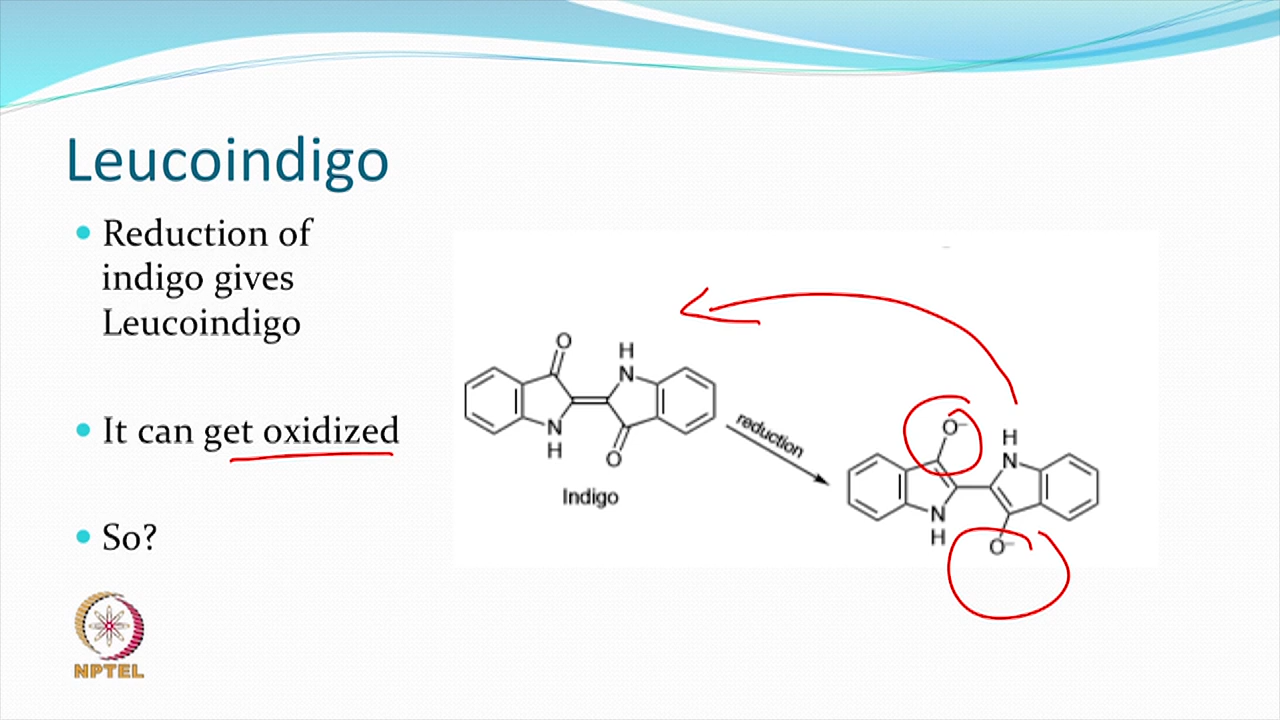 Leucoindigo
• Reduction of
indigo gives
Leucoindigo
• It can get oxidized
• So?
O
H
N
N
H
O
Indigo
reduction
O⁻
H
N
N
H
O⁻
NPTEL